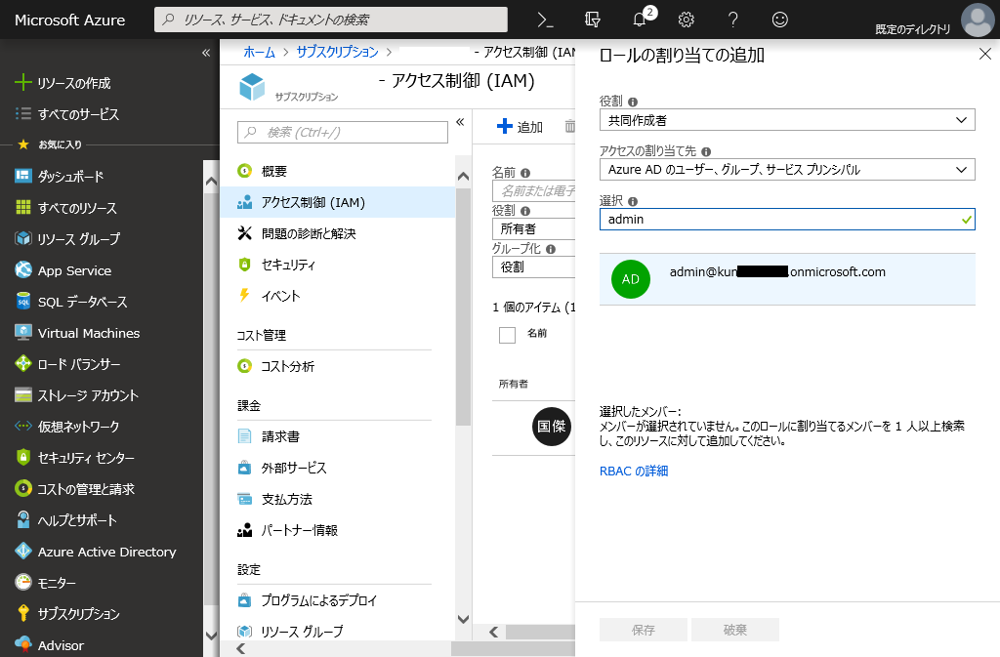 Microsoft Azure
リソース、サービス、ドキュメントの検索
2
既定のディレクトリ
«
リソースの作成
すべてのサービス
お気に入り
ダッシュボード
すべてのリソース
リソース グループ
App Service
SQL データベース
Virtual Machines
ロード バランサー
ストレージ アカウント
仮想ネットワーク
セキュリティ センター
コストの管理と請求
ヘルプとサポート
Azure Active Directory
モニター
サブスクリプション
Advisor
ホーム > サブスクリプション > - アクセス制御 (IAM
- アクセス制御 (IAM)
サブスクリプション
検索 (Ctrl+/)
«
概要
アクセス制御 (IAM)
問題の診断と解決
セキュリティ
イベント
コスト管理
コスト分析
課金
請求書
外部サービス
支払方法
パートナー情報
設定
プログラムによるデプロイ
リソース グループ
追加
名前
名前または電子
役割
所有者
グループ化
役割
1 個のアイテム (1
名前
所有者
国傑
ロールの割り当ての追加
役割
共同作成者
アクセスの割り当て先
Azure AD のユーザー、グループ、サービス プリンシパル
選択
admin
AD
admin@kun .onmicrosoft.com
選択したメンバー:
メンバーが選択されていません。このロールに割り当てるメンバーを 1 人以上検索
し、このリソースに対して追加してください。
RBAC の詳細
保存
破棄